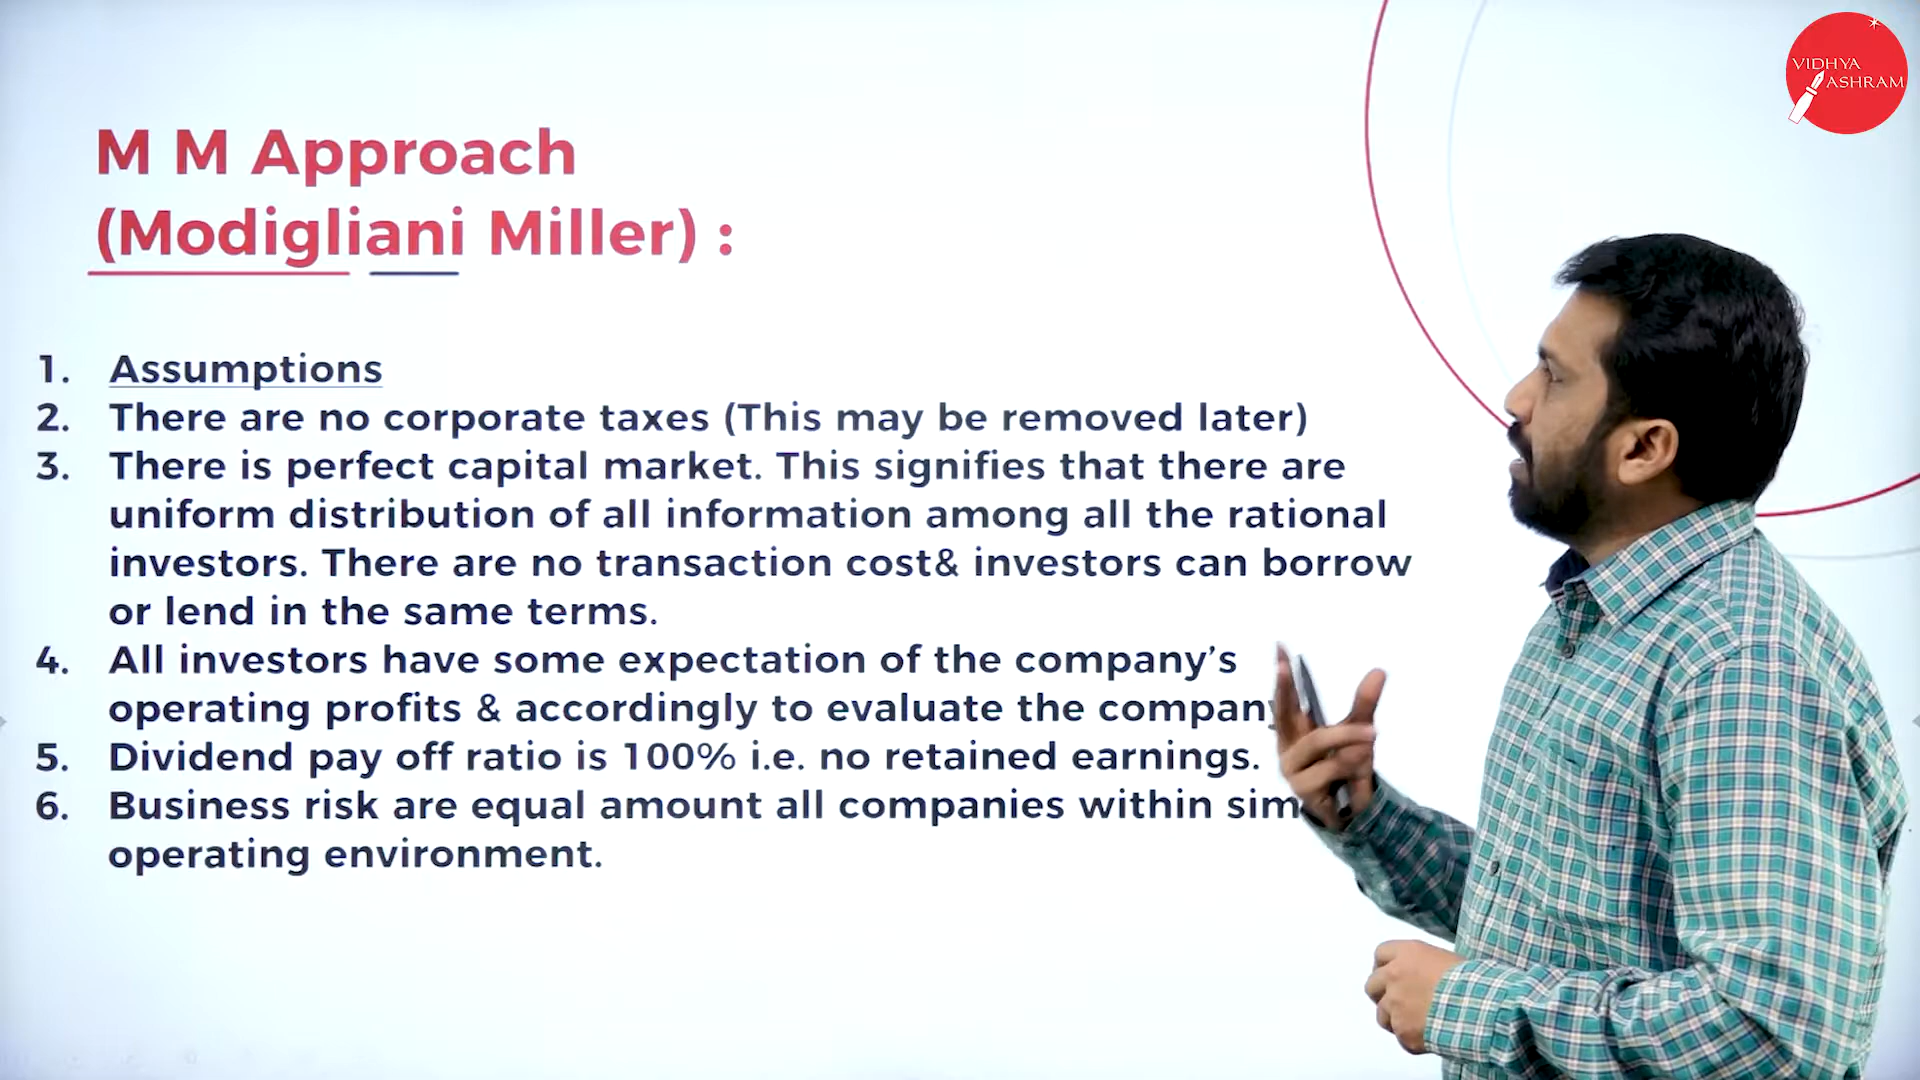 VIDHYA
ASHRAM
M M Approach
(Modigliani Miller) :
1. Assumptions
2. There are no corporate taxes (This may be removed later)
3. There is perfect capital market. This signifies that there are
uniform distribution of all information among all the rational
investors. There are no transaction cost& investors can borrow
or lend in the same terms.
4. All investors have some expectation of the company's
operating profits & accordingly to evaluate the company
5. Dividend pay off ratio is 100% i.e. no retained earnings.
6. Business risk are equal amount all companies within
operating environment.